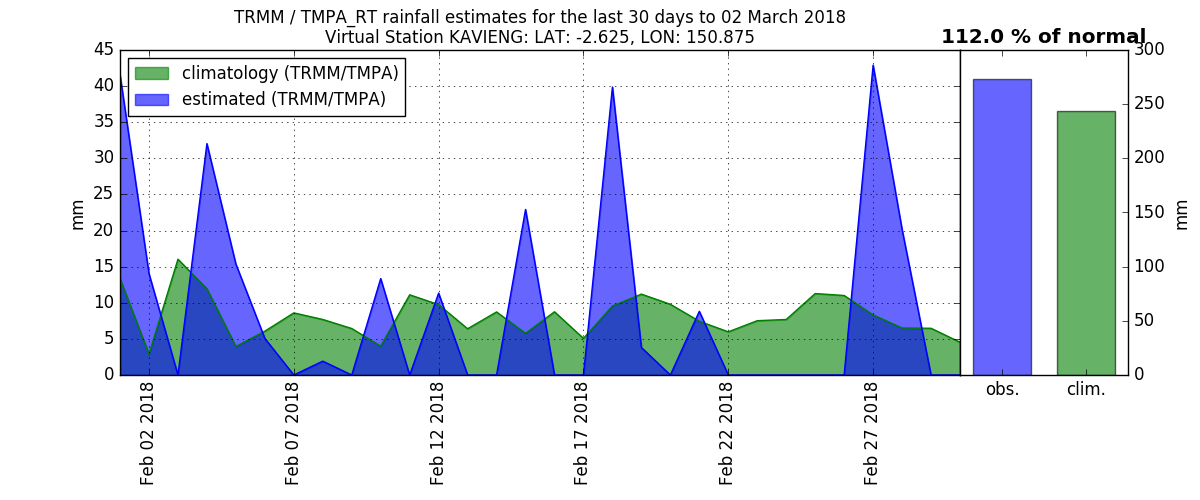 TRMM / TMPA_RT rainfall estimates for the last 30 days to 02 March 2018
Virtual Station KAVIENG: LAT: -2.625, LON: 150.875
112.0 % of normal
climatology (TRMM/TMPA)
estimated (TRMM/TMPA)
45
40
35
30
25
20
15
10
5
0
mm
Feb 02 2018
Feb 07 2018
Feb 12 2018
Feb 17 2018
Feb 22 2018
Feb 27 2018
300
250
200
150
100
50
0
mm
obs.
clim.